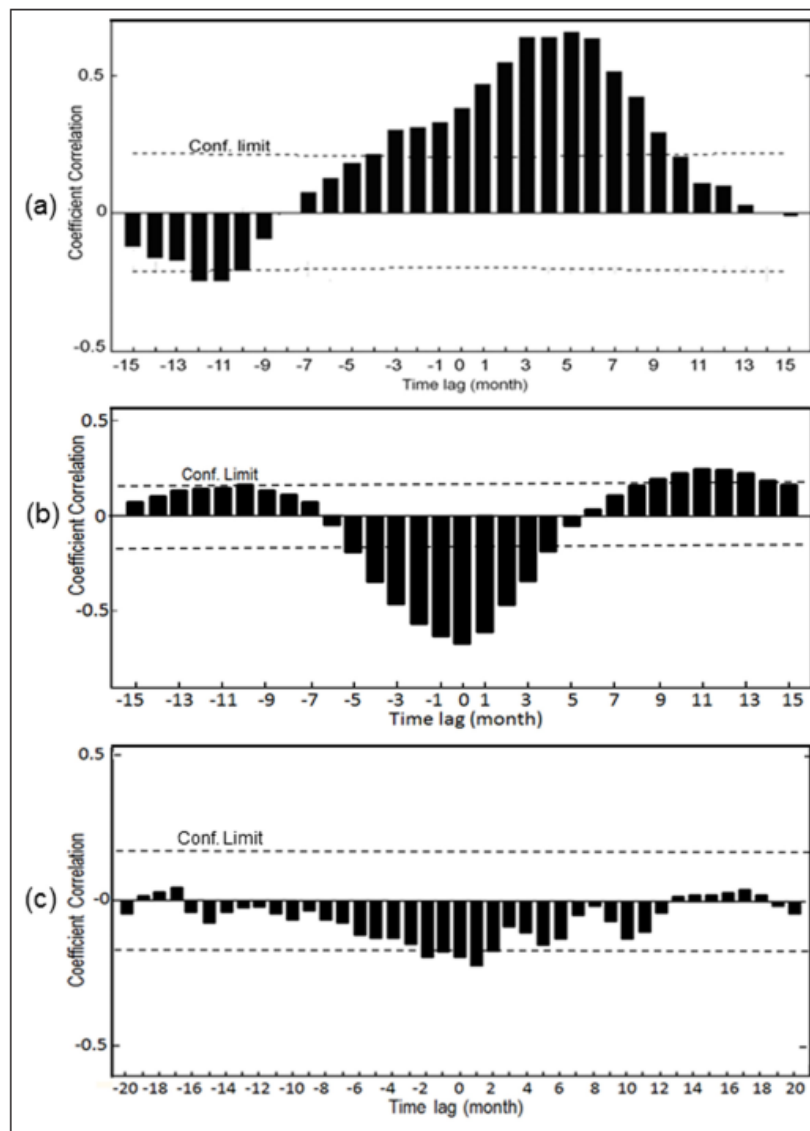 (a)
Coefficient Correlation
0.5
0
-0.5
Conf. limit
-15 -13 -11 -9 -7 -5 -3 -1 0 1 3 5 7 9 11 13 15
Time lag (month)
(b)
Coefficient Correlation
0.5
0
-0.5
Conf. Limit
-15 -13 -11 -9 -7 -5 -3 -1 0 1 3 5 7 9 11 13 15
Time lag (month)
(c)
Coefficient Correlation
0.5
-0
-0.5
Conf. Limit
-20 -18 -16 -14 -12 -10 -8 -6 -4 -2 0 2 4 6 8 10 12 14 16 18 20
Time lag (month)